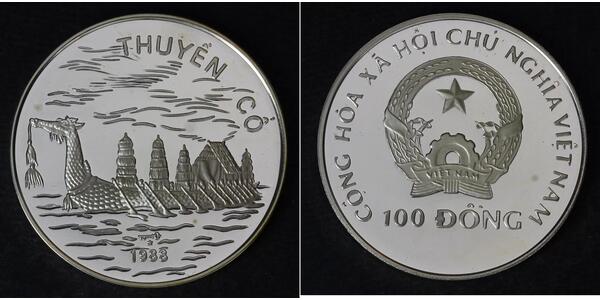 THUYỀN CỔ
1988
CỘNG HÒA XÃ HỘI CHỦ NGHĨA VIỆT NAM
VIỆT NAM
100 ĐỒNG